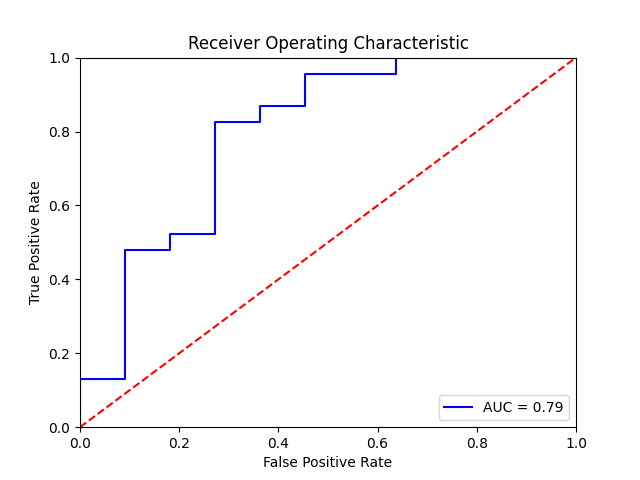 Receiver Operating Characteristic
True Positive Rate
1.0
0.8
0.6
0.4
0.2
0.0
AUC = 0.79
0.0 0.2 0.4 0.6 0.8 1.0
False Positive Rate